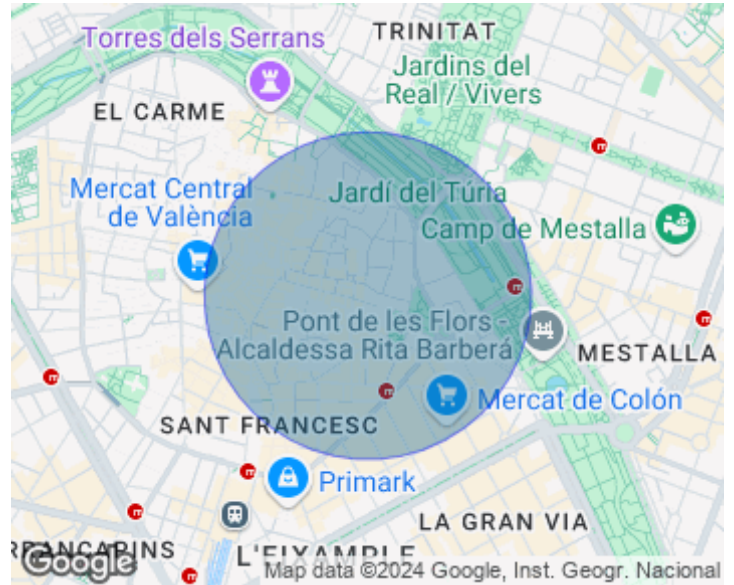 Torres dels Serrans
TRINITAT
Jardins del
Real / Vivers
EL CARME
Mercat Central
de València
Jardí del Túria
Camp de Mestalla
Pont de les Flors -
Alcaldessa Rita Barberá
MESTALLA
Mercat de Colón
SANT FRANCESC
Primark
LA GRAN VIA
L'EIXAMPLE
Google
Map data ©2024 Google, Inst. Geogr. Nacional